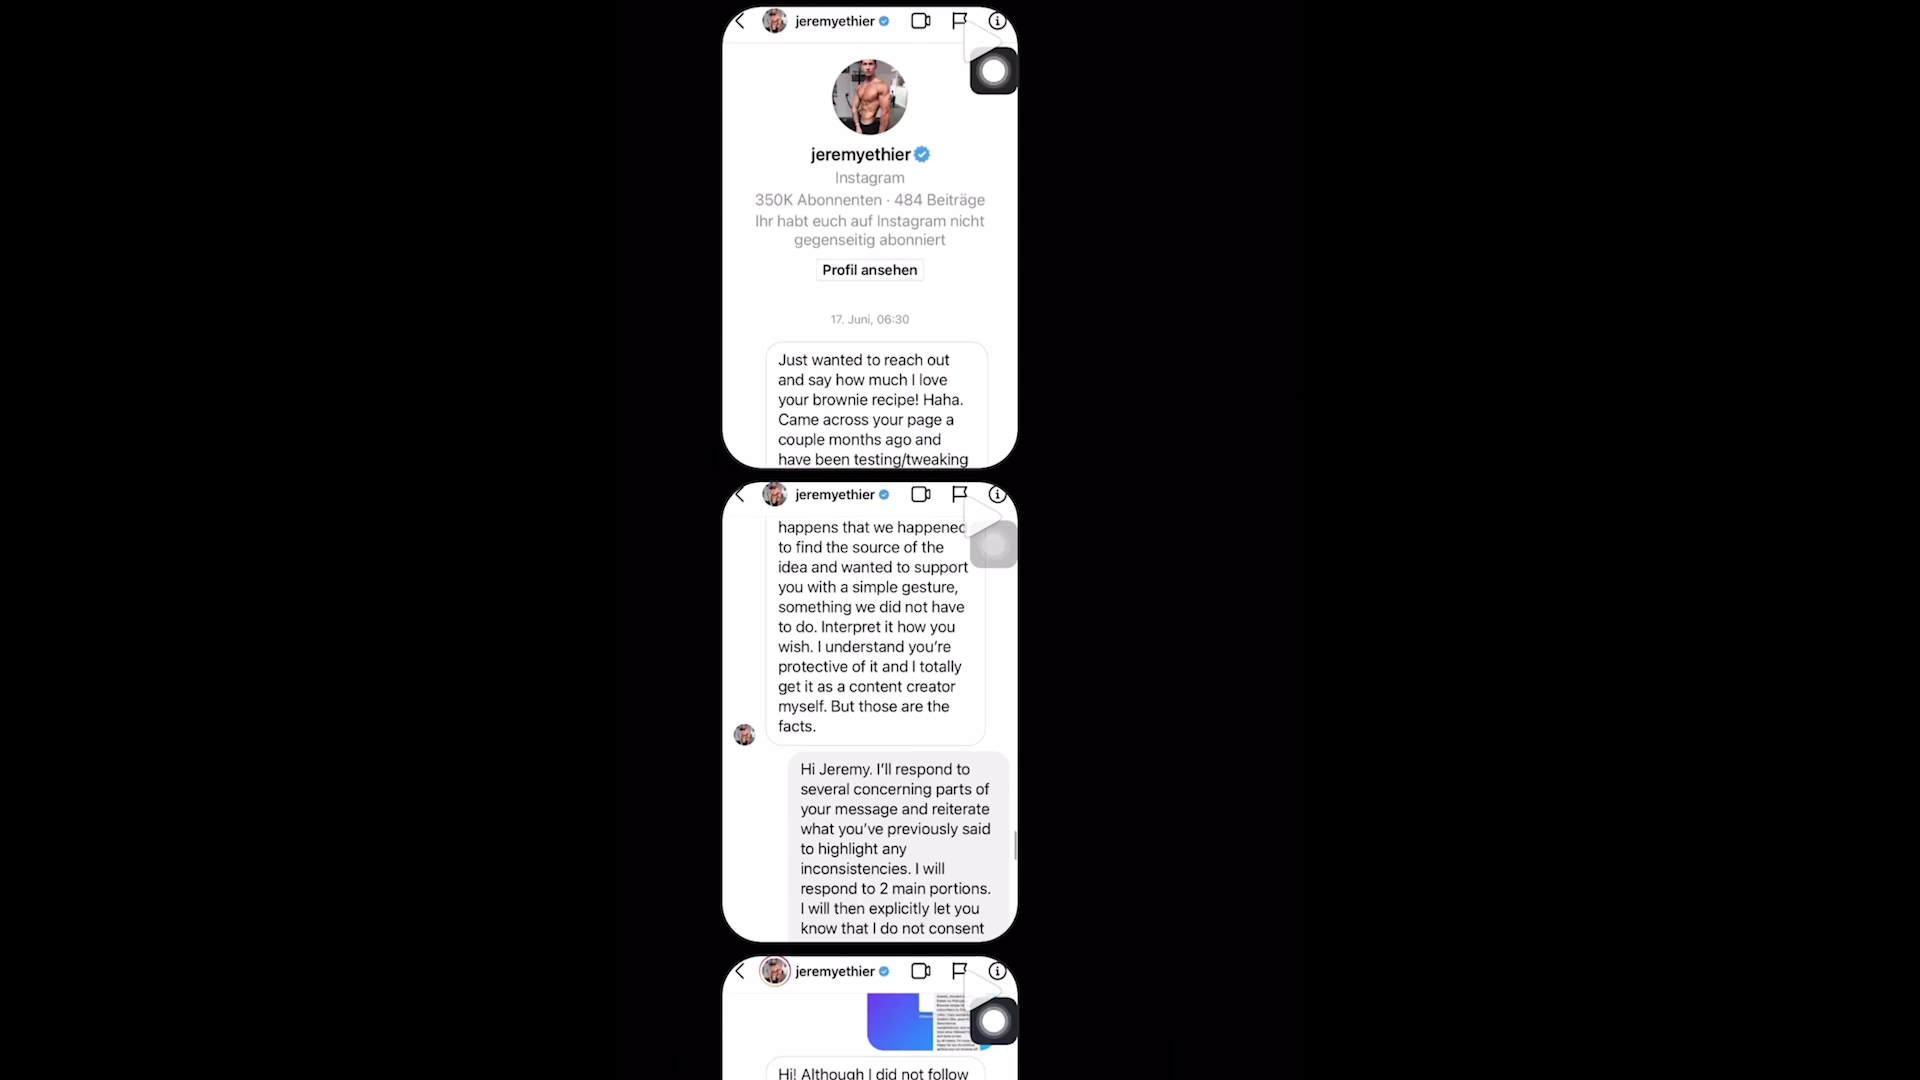 jeremyethier
jeremyethier
Instagram
350K Abonnenten · 484 Beiträge
Ihr habt euch auf Instagram nicht
gegenseitig abonniert
Profil ansehen
17. Juni, 06:30
Just wanted to reach out
and say how much I love
your brownie recipe! Haha.
Came across your page a
couple months ago and
have been testing/tweaking
jeremyethier
happens that we happened
to find the source of the
idea and wanted to support
you with a simple gesture,
something we did not have
to do. Interpret it how you
wish. I understand you're
protective of it and I totally
get it as a content creator
myself. But those are the
facts.
Hi Jeremy. I'll respond to
several concerning parts of
your message and reiterate
what you've previously said
to highlight any
inconsistencies. I will
respond to 2 main portions.
I will then explicitly let you
know that I do not consent
jeremyethier
Hi! Although I did not follow